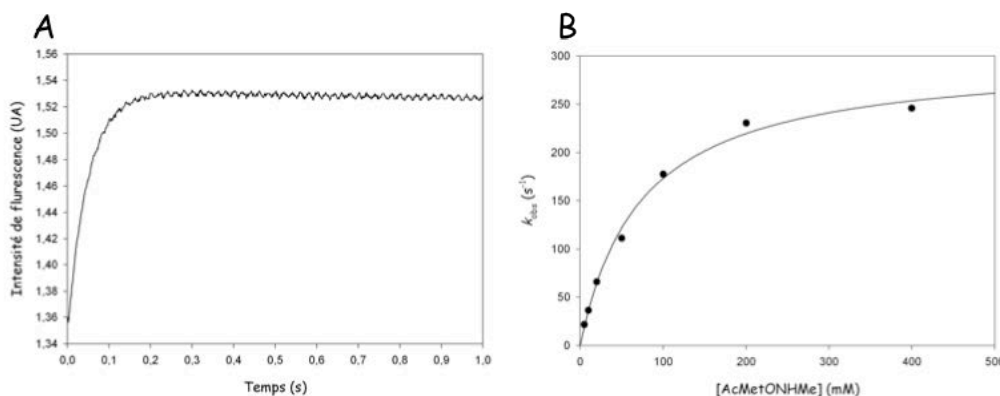 A
1,56
1,54
1,52
1,50
1,48
1,46
1,44
1,42
1,40
1,38
1,36
1,34
Intensité de flurescence (UA)
0,0 0,1 0,2 0,3 0,4 0,5 0,6 0,7 0,8 0,9 1,0
Temps (s)
B
300
250
200
150
100
50
0
kobs (s-1)
0 100 200 300 400 500
[AcMetONHMe] (mM)